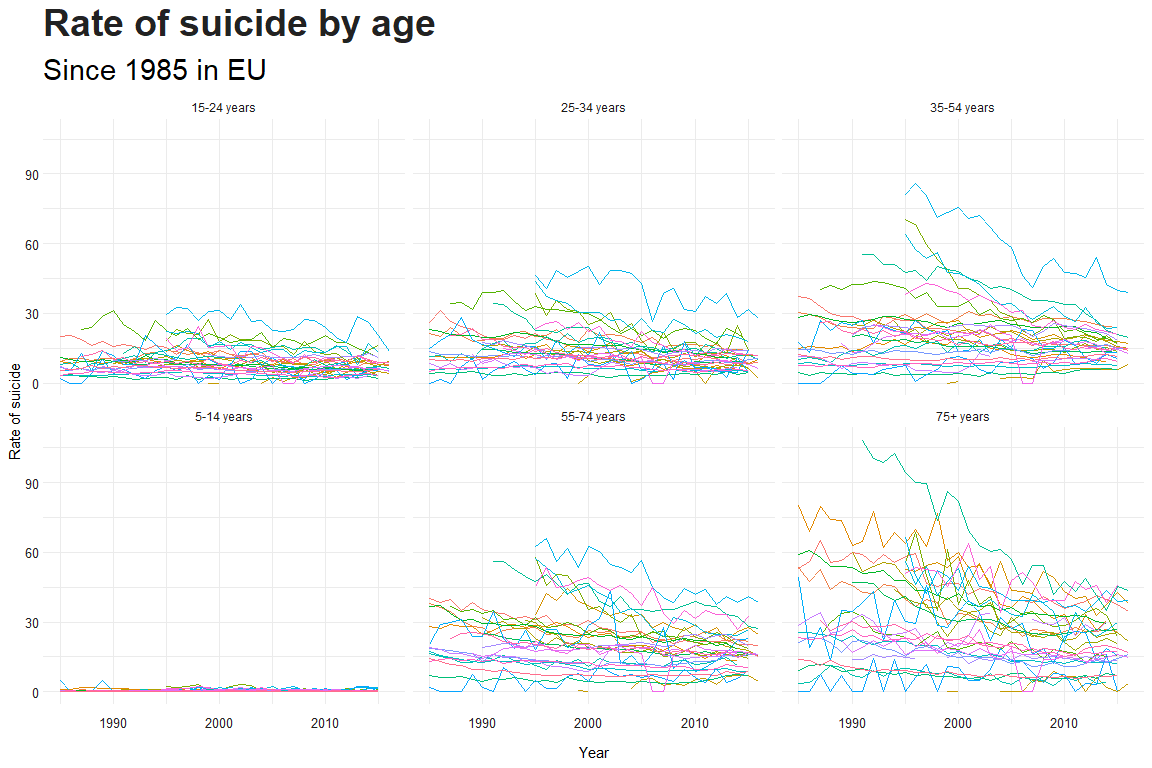 Rate of suicide by age
Since 1985 in EU
15-24 years
25-34 years
35-54 years
90
60
30
0
Rate of suicide
5-14 years
55-74 years
75+ years
90
60
30
0
1990
2000
2010
1990
2000
2010
1990
2000
2010
Year